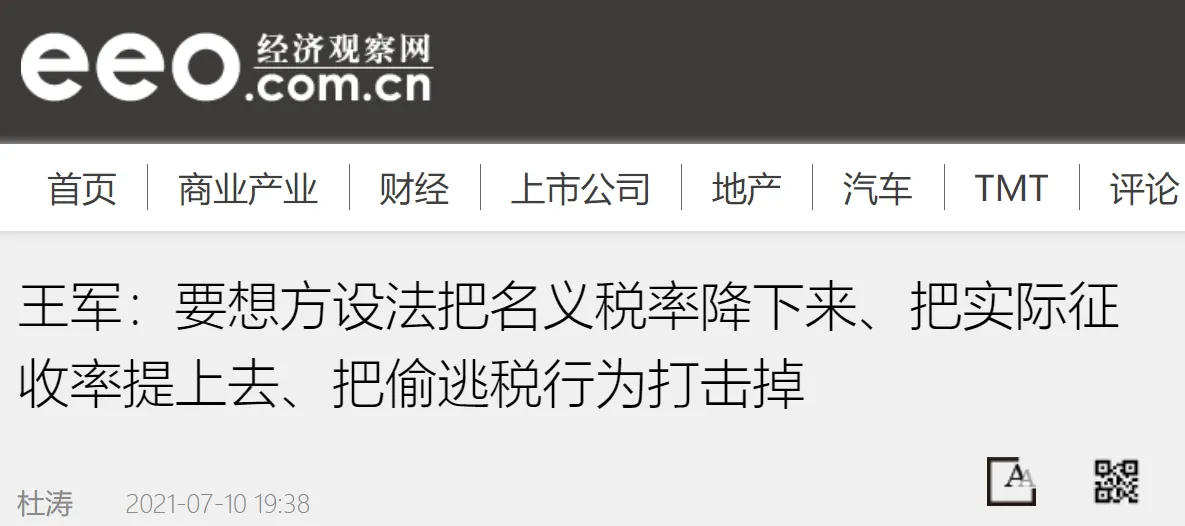 eeo 经济观察网
.com.cn
首页 商业产业 财经 上市公司 地产 汽车 TMT 评论
王军：要想方设法把名义税率降下来、把实际征
收率提上去、把偷逃税行为打击掉
AA
杜涛 2021-07-10 19:38